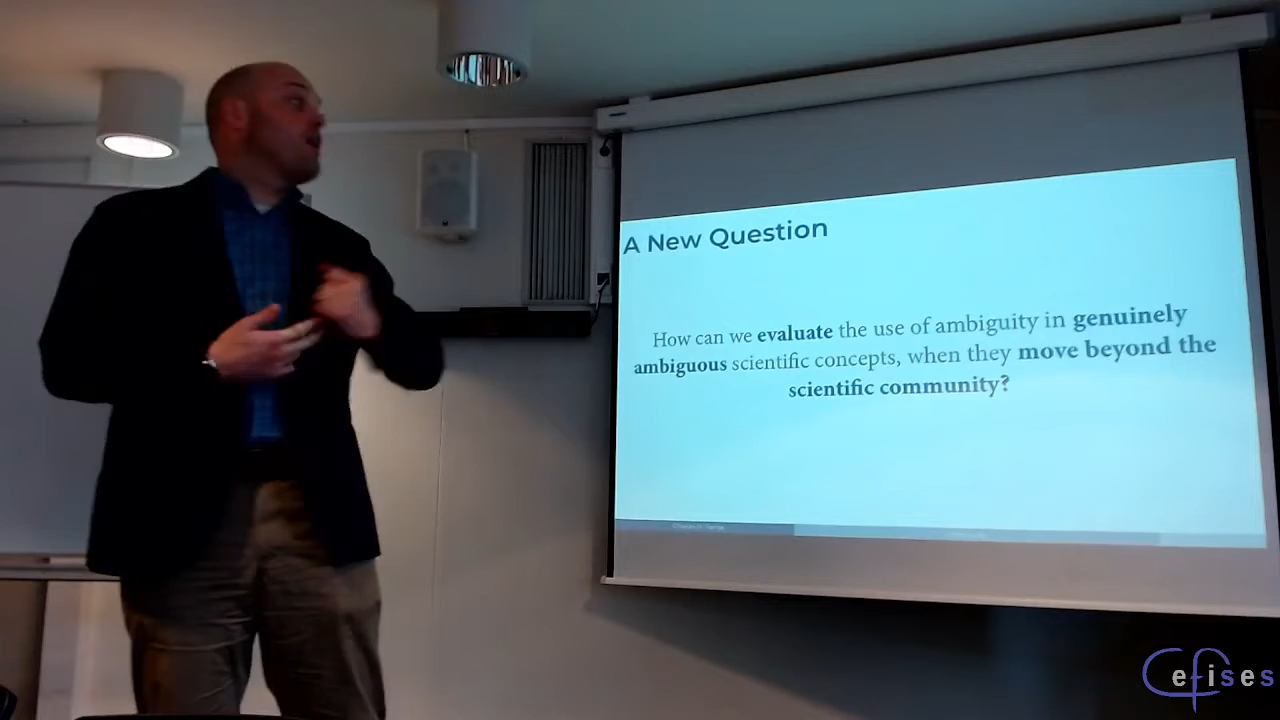 A New Question
How can we evaluate the use of ambiguity in genuinely
ambiguous scientific concepts, when they move beyond the
scientific community?
Cefises